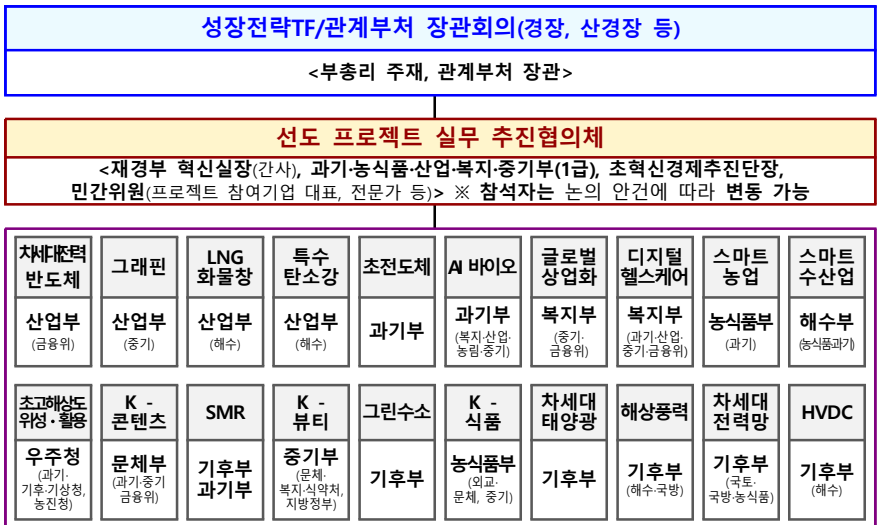 성장전략TF/관계부처 장관회의(경장, 산경장 등)
<부총리 주재, 관계부처 장관>
선도 프로젝트 실무 추진협의체
<재경부 혁신실장(간사), 과기·농식품·산업·복지·중기부(1급), 초혁신경제추진단장,
민간위원(프로젝트 참여기업 대표, 전문가 등)> ※ 참석자는 논의 안건에 따라 변동 가능
차세대전력
반도체
그래핀
LNG
화물창
특수
탄소강
초전도체
AI 바이오
글로벌
상업화
디지털
헬스케어
스마트
농업
스마트
수산업
산업부
(금융위)
산업부
(중기)
산업부
(해수)
산업부
(해수)
과기부
과기부
(복지·산업·
농림·중기)
복지부
(중기·
금융위)
복지부
(과기·산업·
중기·금융위)
농식품부
(과기)
해수부
(농식품과기)
초고해상도
위성·활용
K -
콘텐츠
SMR
K -
뷰티
그린수소
K -
식품
차세대
태양광
해상풍력
차세대
전력망
HVDC
우주청
(과기·
기후·기상청,
농진청)
문체부
(과기·중기
금융위)
기후부
과기부
중기부
(문체·
복지·식약처,
지방정부)
기후부
농식품부
(외교·
문체, 중기)
기후부
기후부
(해수·국방)
기후부
(국토·
국방·농식품)
기후부
(해수)